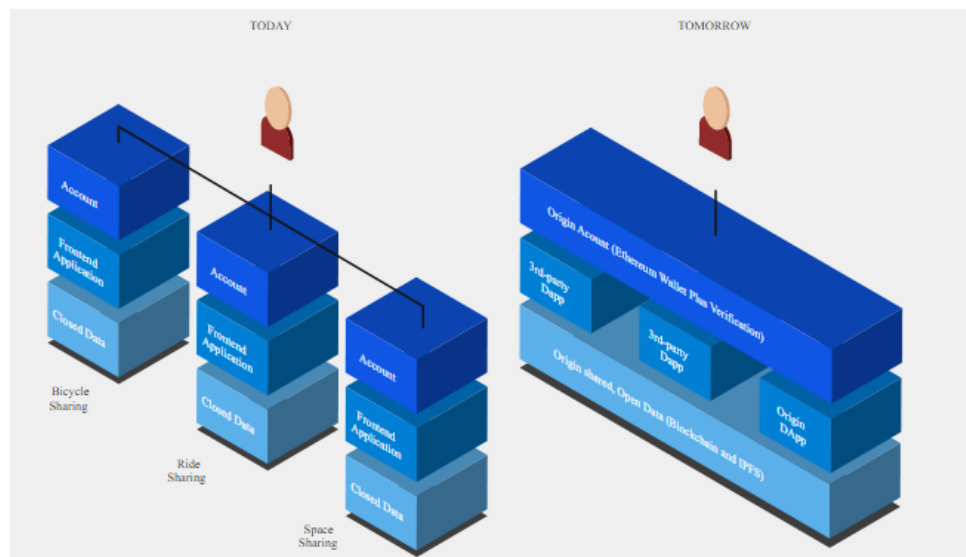 TODAY
Account
Frontend
Application
Closed Data
Bicycle
Sharing
Account
Frontend
Application
Closed Data
Ride
Sharing
Account
Frontend
Application
Closed Data
Space
Sharing
TOMORROW
Origin Acount (Ethereum Wallet Plus Verification)
3rd-party
Dapp
3rd-party
Dapp
Origin
DApp
Origin shared, Open Data (Blockchain and IPFS)